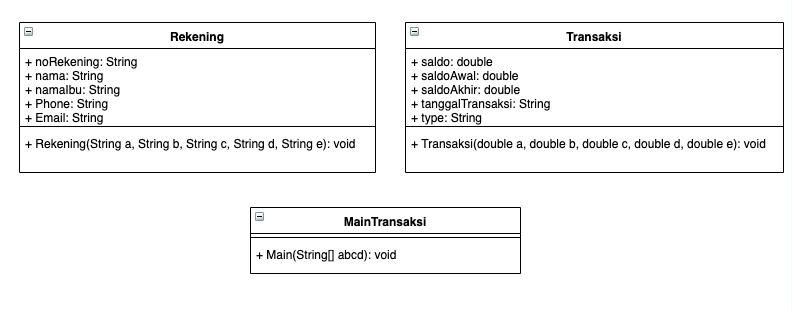 Rekening
+ noRekening: String
+ nama: String
+ namaIbu: String
+ Phone: String
+ Email: String
+ Rekening(String a, String b, String c, String d, String e): void
Transaksi
+ saldo: double
+ saldoAwal: double
+ saldoAkhir: double
+ tanggalTransaksi: String
+ type: String
+ Transaksi(double a, double b, double c, double d, double e): void
MainTransaksi
+ Main(String[] abcd): void